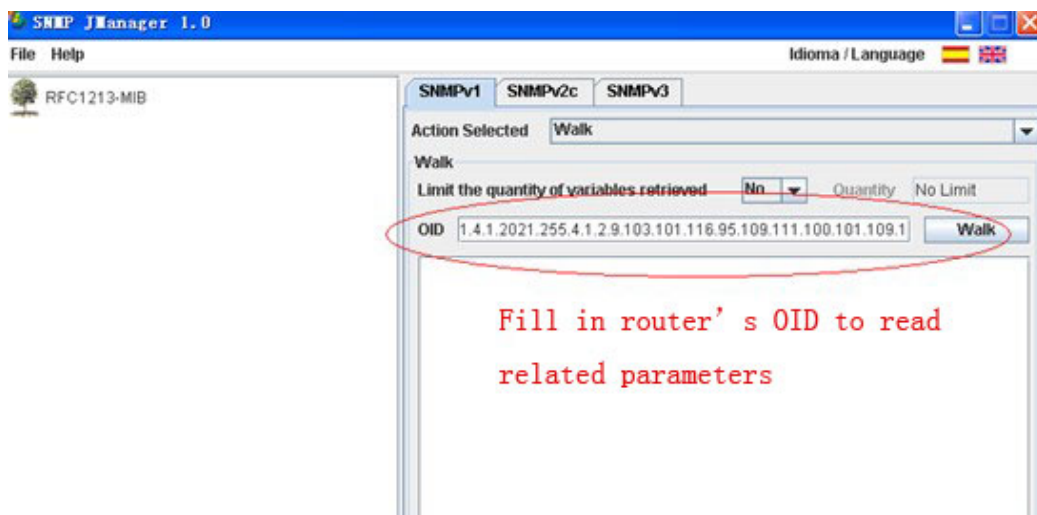 SNMP JManager 1.0
File Help Idioma / Language
RFC1213-MIB
SNMPv1 SNMPv2c SNMPv3
Action Selected Walk
Walk
Limit the quantity of variables retrieved No Quantity No Limit
OID 1.4.1.2021.255.4.1.2.9.103.101.116.95.109.111.100.101.109.1 Walk
Fill in router's OID to read
related parameters